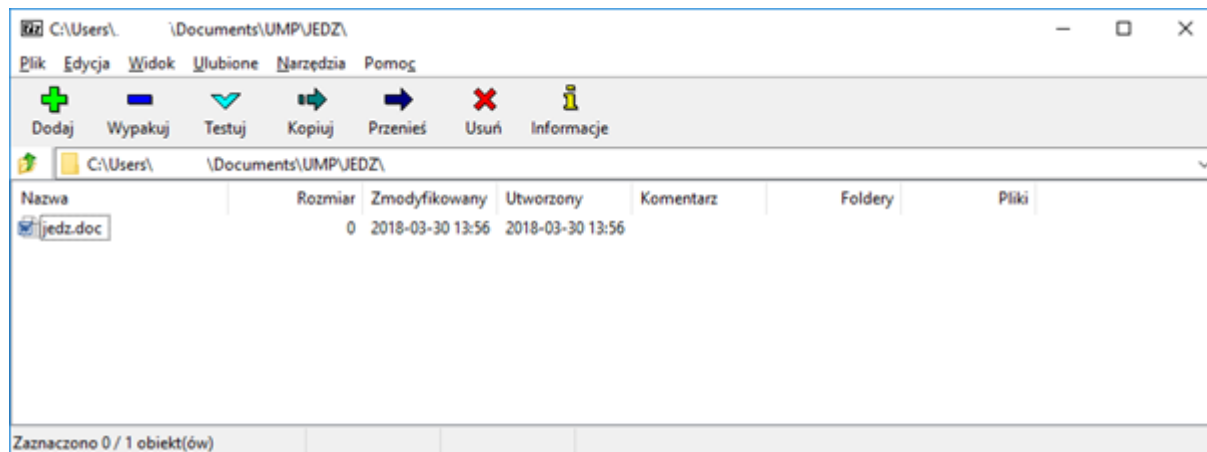 7z C:\Users\. \Documents\UMP\JEDZ\
Plik Edycja Widok Ulubione Narzędzia Pomoc
Dodaj Wypakuj Testuj Kopiuj Przenieś Usuń Informacje
C:\Users\ \Documents\UMP\JEDZ\
Nazwa Rozmiar Zmodyfikowany Utworzony Komentarz Foldery Pliki
jedz.doc 0 2018-03-30 13:56 2018-03-30 13:56
Zaznaczono 0 / 1 obiekt(ów)